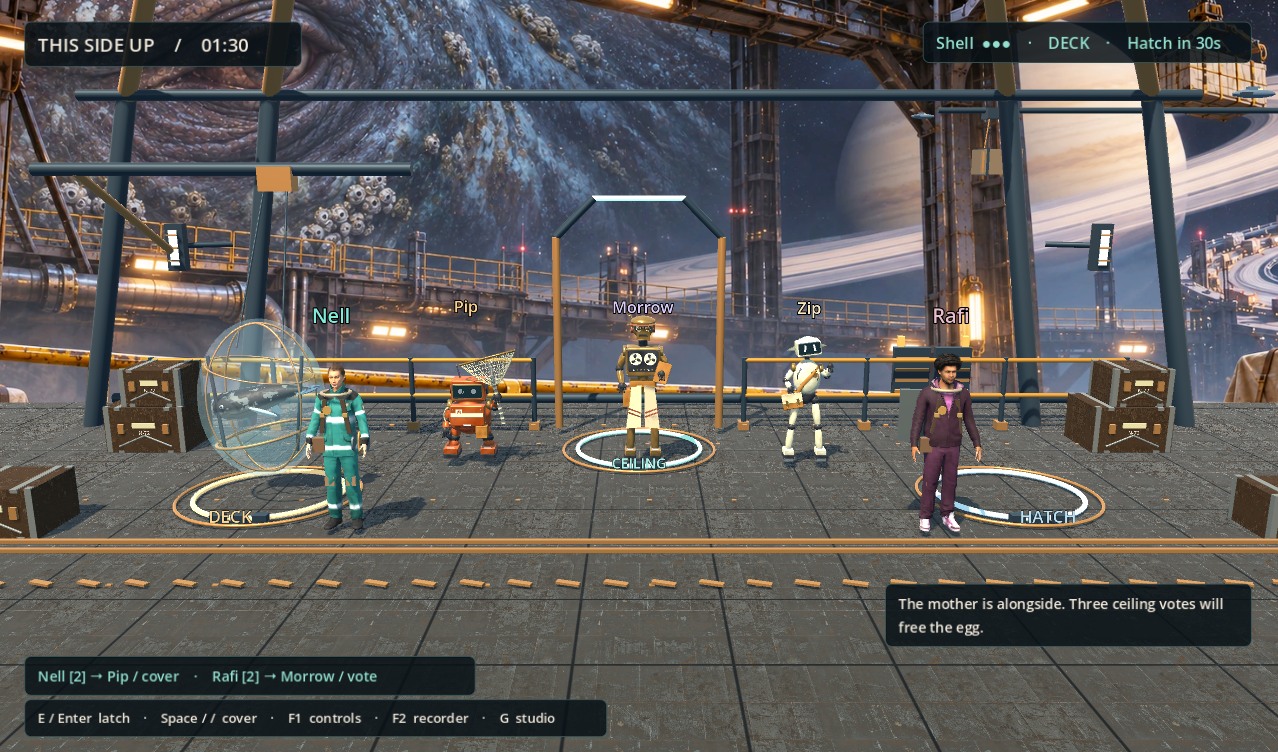 THIS SIDE UP / 01:30
Shell ●●● · DECK · Hatch in 30s
Nell
Pip
Morrow
Zip
Rafi
CEILING
DECK
HATCH
The mother is alongside. Three ceiling votes will
free the egg.
Nell [2] → Pip / cover · Rafi [2] → Morrow / vote
E / Enter latch · Space / / cover · F1 controls · F2 recorder · G studio